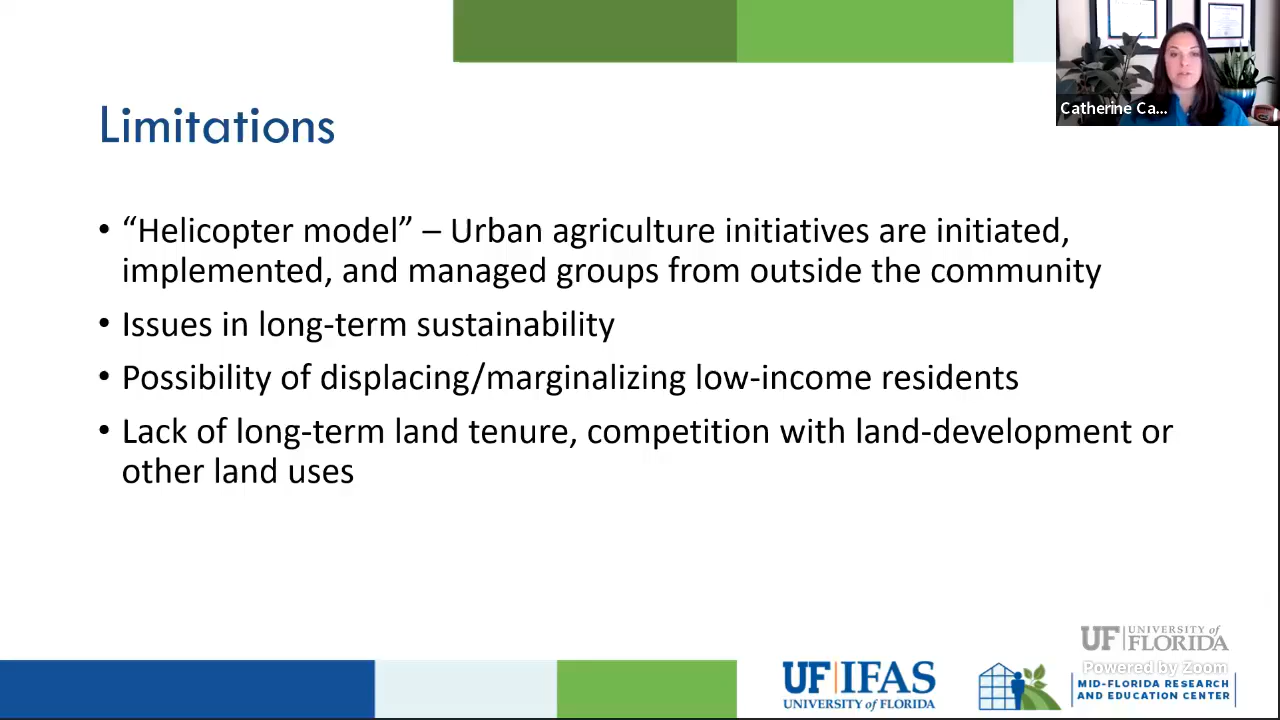 Catherine Ca...
Limitations
• “Helicopter model” – Urban agriculture initiatives are initiated,
implemented, and managed groups from outside the community
• Issues in long-term sustainability
• Possibility of displacing/marginalizing low-income residents
• Lack of long-term land tenure, competition with land-development or
other land uses
UF UNIVERSITY of
FLORIDA
Powered by Zoom
UF IFAS
UNIVERSITY of FLORIDA
MID-FLORIDA RESEARCH
AND EDUCATION CENTER